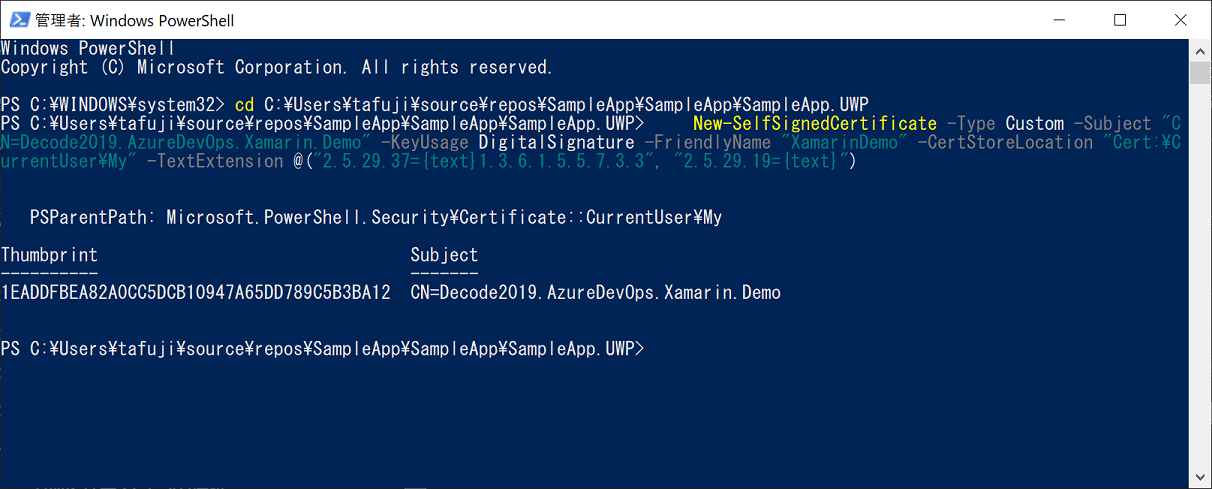 管理者: Windows PowerShell
Windows PowerShell
Copyright (C) Microsoft Corporation. All rights reserved.
PS C:¥WINDOWS¥system32> cd C:¥Users¥tafuji¥source¥repos¥SampleApp¥SampleApp¥SampleApp.UWP
PS C:¥Users¥tafuji¥source¥repos¥SampleApp¥SampleApp¥SampleApp.UWP>     New-SelfSignedCertificate -Type Custom -Subject "C
N=Decode2019.AzureDevOps.Xamarin.Demo" -KeyUsage DigitalSignature -FriendlyName "XamarinDemo" -CertStoreLocation "Cert:¥C
urrentUser¥My" -TextExtension @("2.5.29.37={text}1.3.6.1.5.5.7.3.3", "2.5.29.19={text}")
PSParentPath: Microsoft.PowerShell.Security¥Certificate::CurrentUser¥My
Thumbprint                                Subject
----------                                -------
1EADDFBEA82A0CC5DCB10947A65DD789C5B3BA12  CN=Decode2019.AzureDevOps.Xamarin.Demo
PS C:¥Users¥tafuji¥source¥repos¥SampleApp¥SampleApp¥SampleApp.UWP>